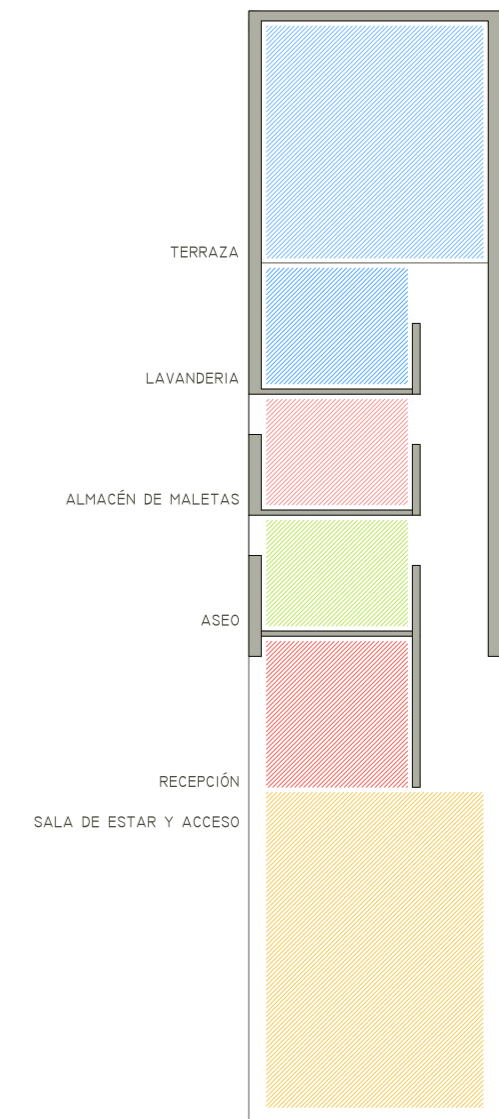 TERRAZA
LAVANDERIA
ALMACÉN DE MALETAS
ASEO
RECEPCIÓN
SALA DE ESTAR Y ACCESO